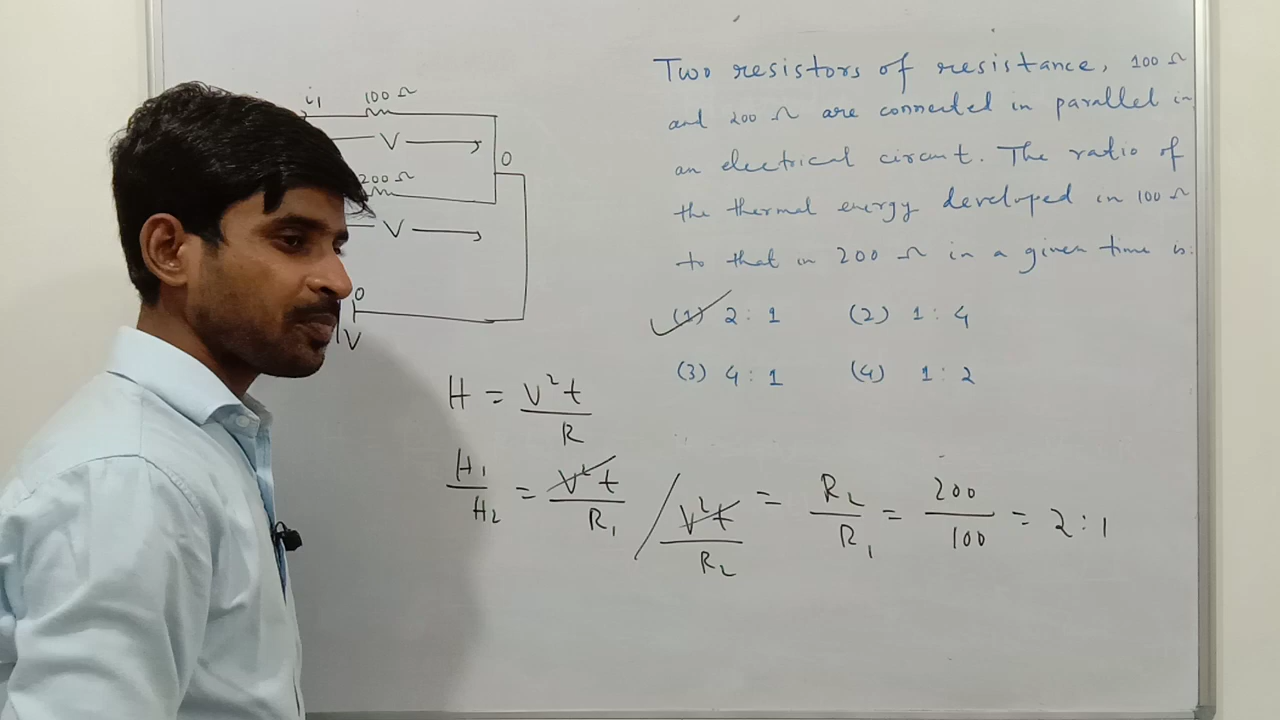 i₁ 100 Ω
V
200 Ω
V
0
0
V
Two resistors of resistance, 100 Ω
and 200 Ω are connected in parallel in
an electrical circuit. The ratio of
the thermal energy developed in 100 Ω
to that in 200 Ω in a given time is:
(1) 2 : 1 (2) 1 : 4
(3) 4 : 1 (4) 1 : 2
H = V²t / R
H₁ / H₂ = V²t / R₁ / V²t / R₂ = R₂ / R₁ = 200 / 100 = 2 : 1